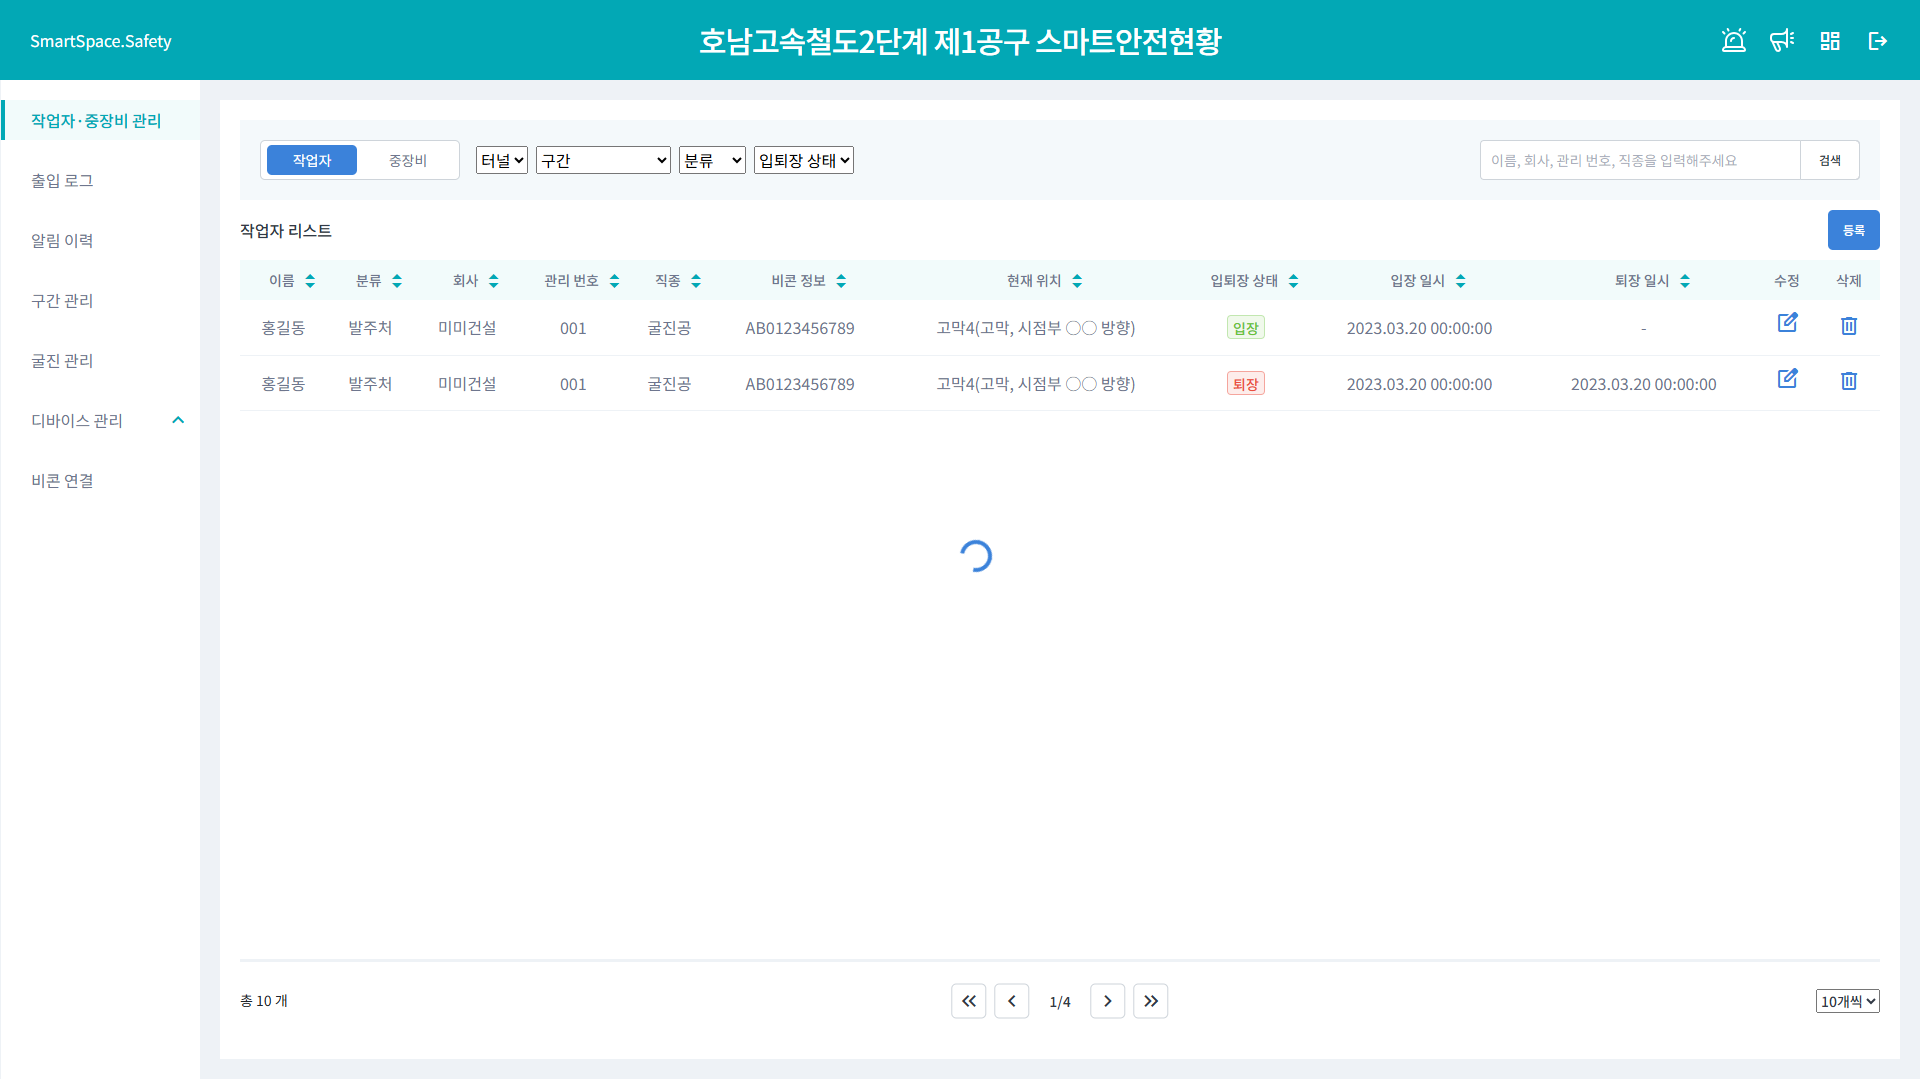 SmartSpace.Safety
호남고속철도2단계 제1공구 스마트안전현황
작업자·중장비 관리
출입 로그
알림 이력
구간 관리
굴진 관리
디바이스 관리
비콘 연결
작업자 중장비 터널 구간 분류 입퇴장 상태 이름, 회사, 관리 번호, 직종을 입력해주세요 검색
작업자 리스트 등록
이름 분류 회사 관리 번호 직종 비콘 정보 현재 위치 입퇴장 상태 입장 일시 퇴장 일시 수정 삭제
홍길동 발주처 미미건설 001 굴진공 AB0123456789 고막4(고막, 시점부 〇〇 방향) 입장 2023.03.20 00:00:00 -
홍길동 발주처 미미건설 001 굴진공 AB0123456789 고막4(고막, 시점부 〇〇 방향) 퇴장 2023.03.20 00:00:00 2023.03.20 00:00:00
총 10 개 1/4 10개씩